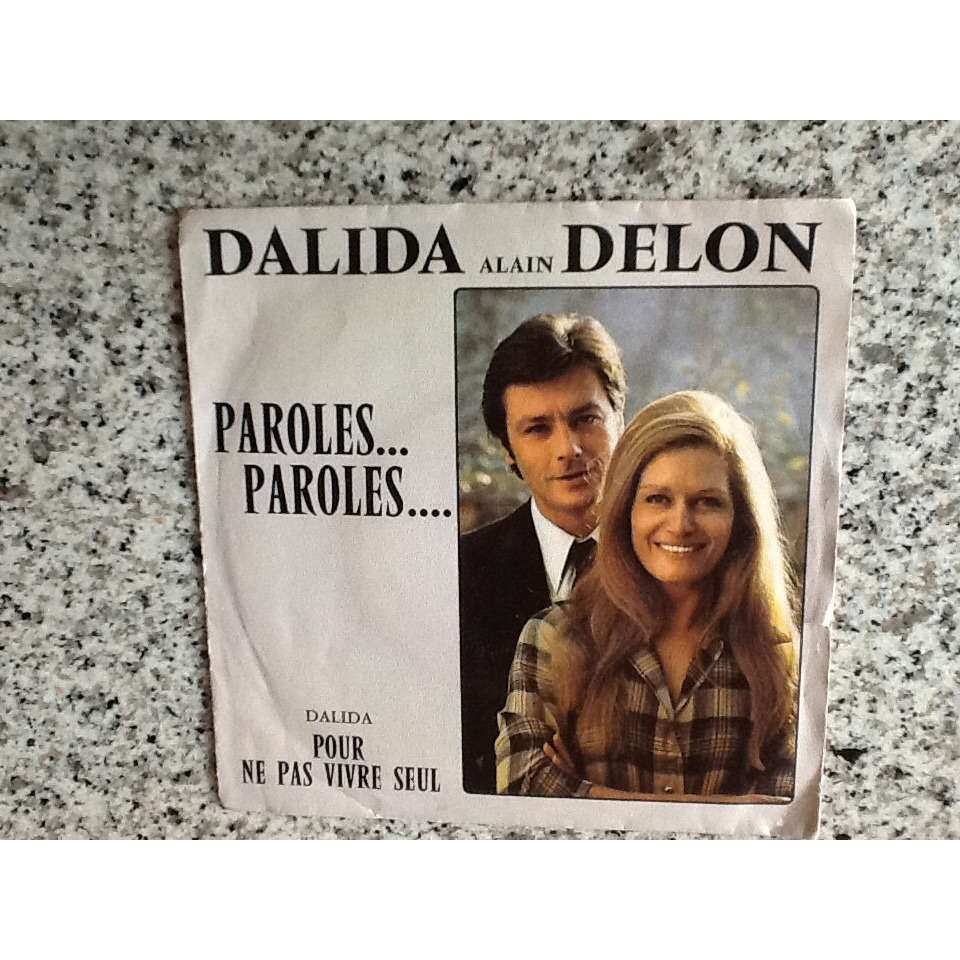 DALIDA ALAIN DELON
PAROLES...
PAROLES....
DALIDA
POUR
NE PAS VIVRE SEUL